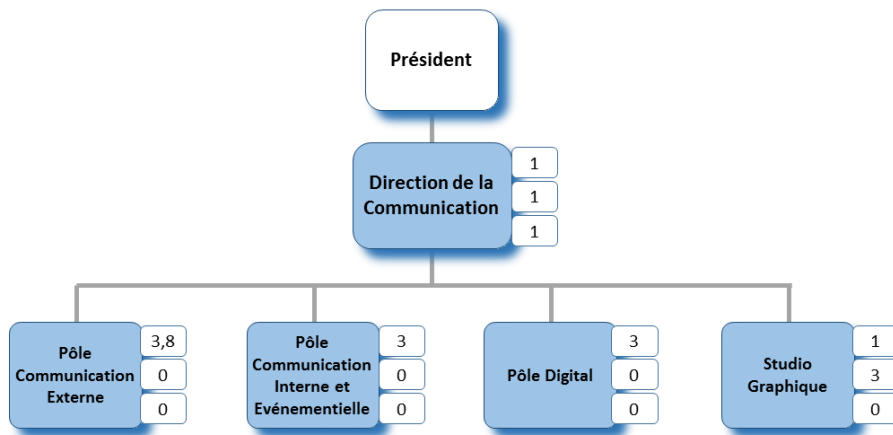 Président
Direction de la
Communication
1
1
1
Pôle
Communication
Externe
3,8
0
0
Pôle
Communication
Interne et
Evénementielle
3
0
0
Pôle Digital
3
0
0
Studio
Graphique
1
3
0